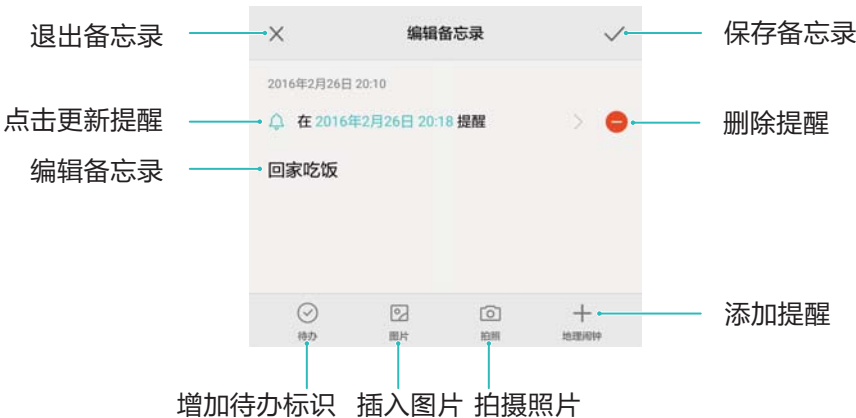 退出备忘录
编辑备忘录
保存备忘录
2016年2月26日 20:10
点击更新提醒
在 2016年2月26日 20:18 提醒
删除提醒
编辑备忘录
回家吃饭
添加提醒
待办
图片
拍照
地理闹钟
增加待办标识
插入图片
拍摄照片